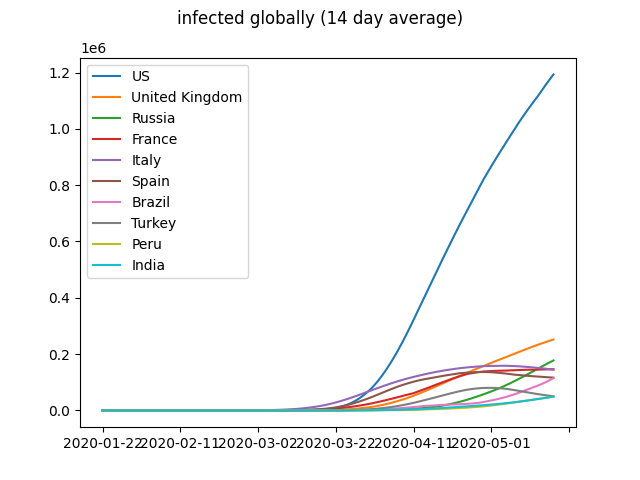 infected globally (14 day average)
1e6
1.2
1.0
0.8
0.6
0.4
0.2
0.0
US
United Kingdom
Russia
France
Italy
Spain
Brazil
Turkey
Peru
India
2020-01-22 2020-02-11 2020-03-02 2020-03-22 2020-04-11 2020-05-01